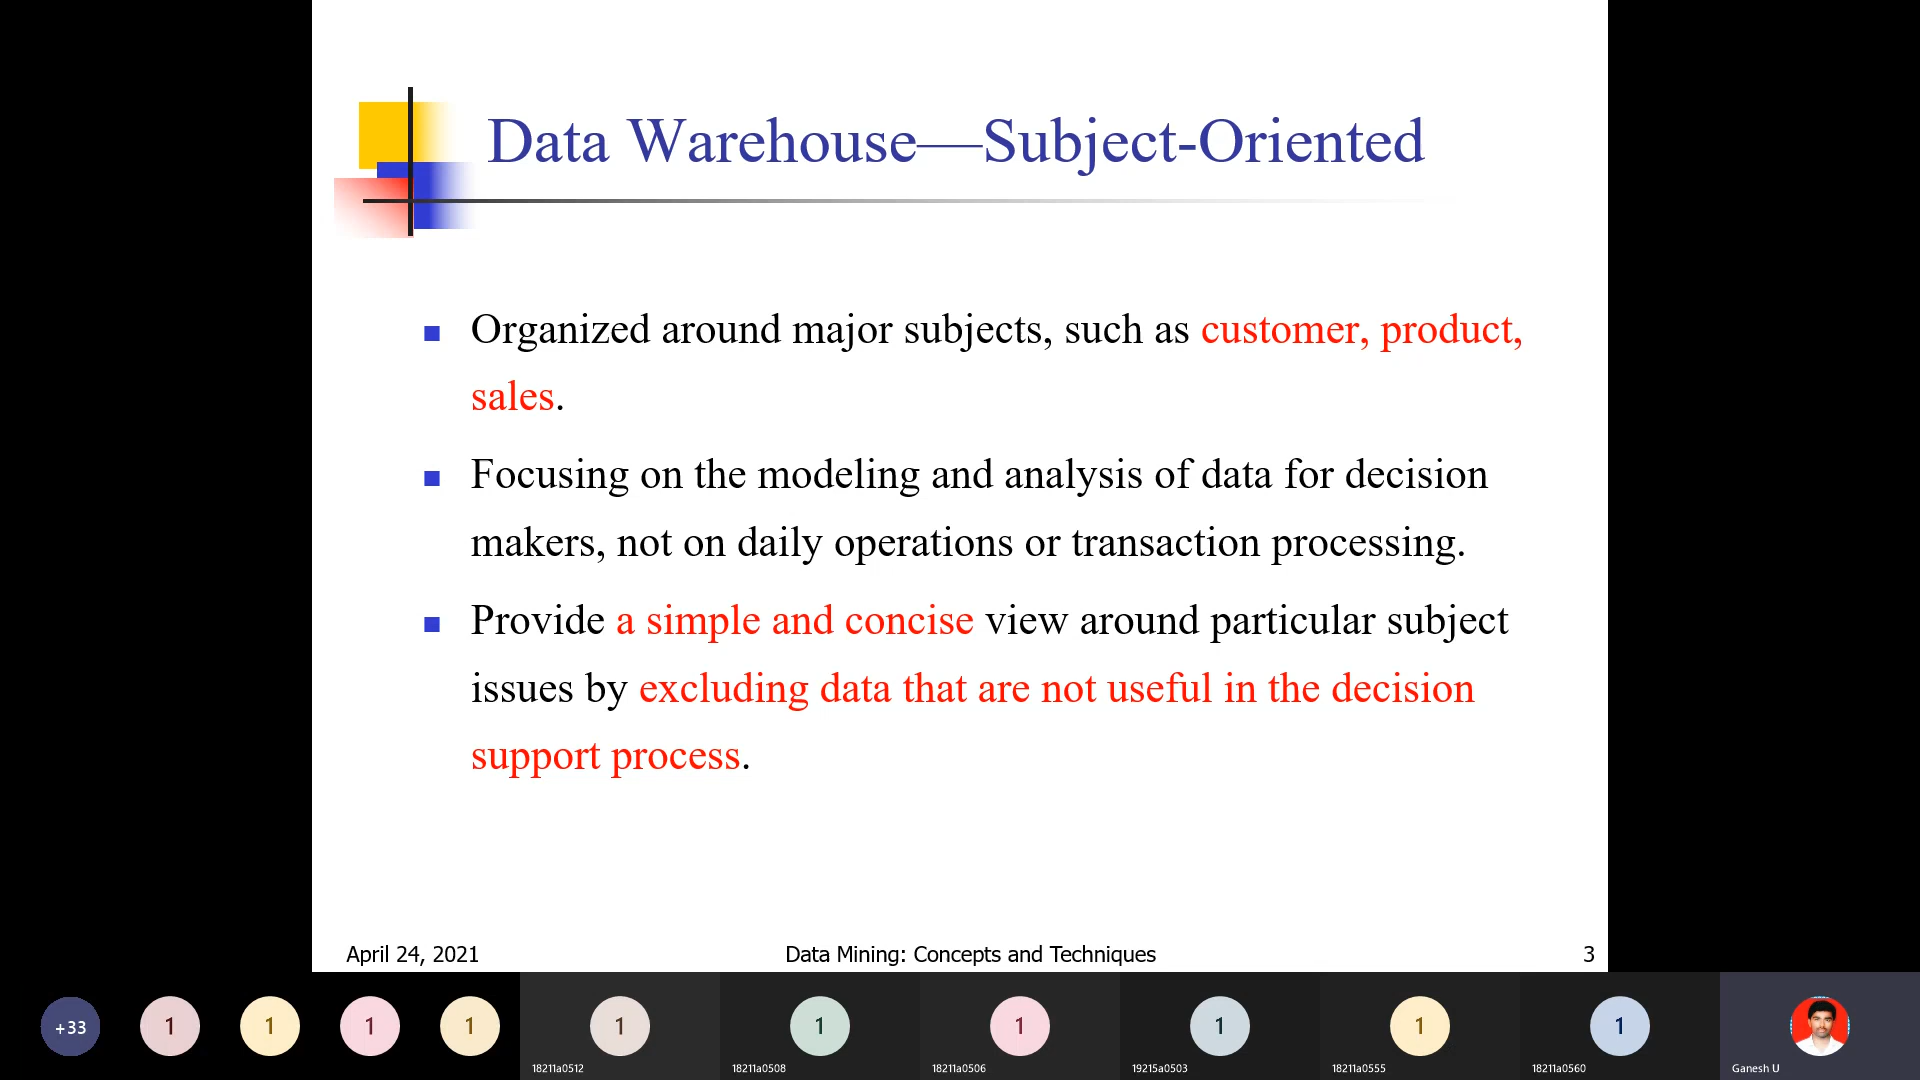 Data Warehouse—Subject-Oriented
Organized around major subjects, such as customer, product,
sales.
Focusing on the modeling and analysis of data for decision
makers, not on daily operations or transaction processing.
Provide a simple and concise view around particular subject
issues by excluding data that are not useful in the decision
support process.
April 24, 2021 Data Mining: Concepts and Techniques 3
+33 1 1 1 1 1 1 1 1 1 1
18211a0512 18211a0508 18211a0506 19215a0503 18211a0555 18211a0560 Ganesh U